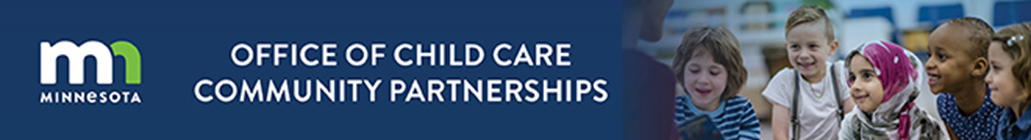 mn
MINNESOTA
OFFICE OF CHILD CARE
COMMUNITY PARTNERSHIPS